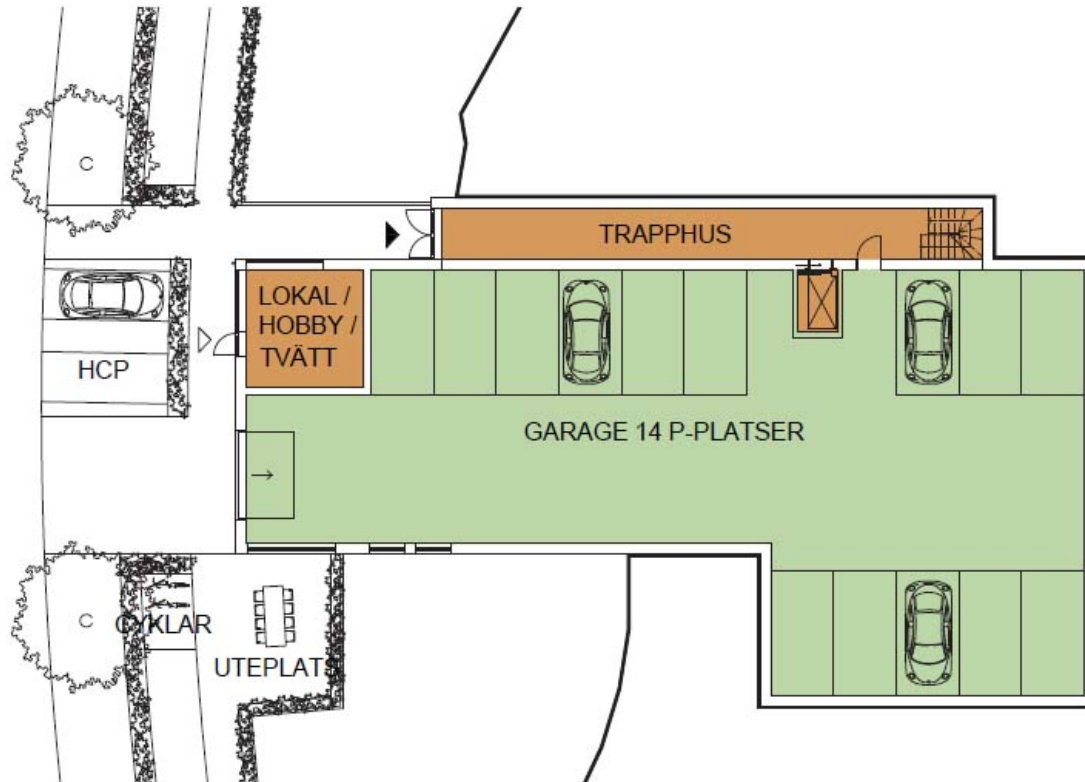 C
TRAPPHUS
LOKAL /
HOBBY /
TVÄTT
HCP
GARAGE 14 P-PLATSER
C
CYKLAR
UTEPLATS